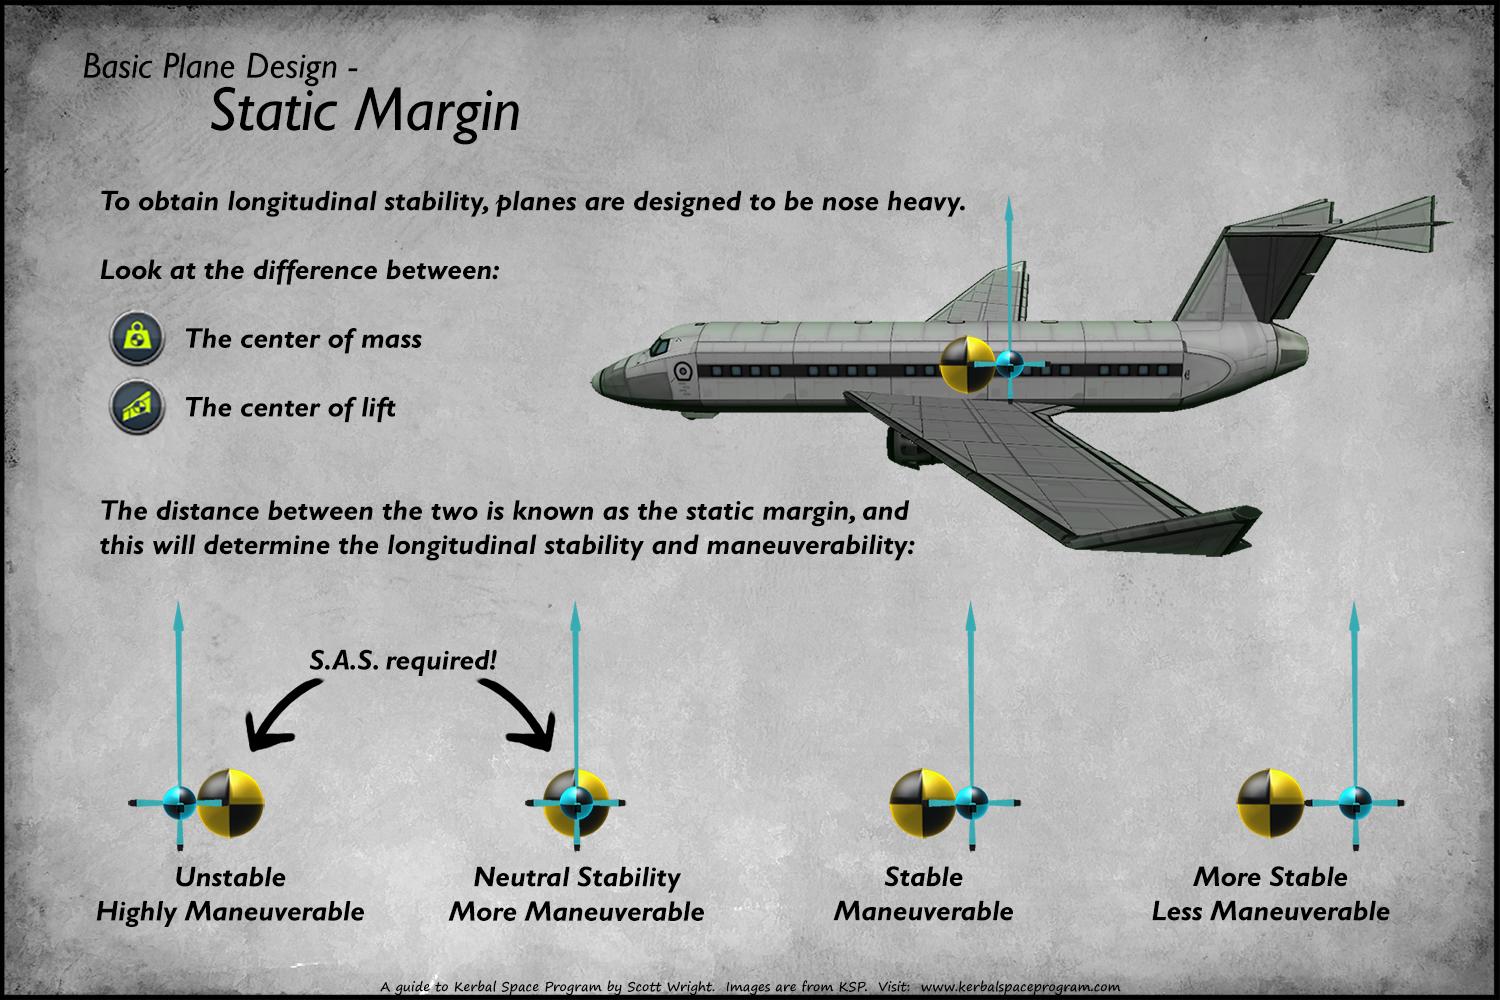 Basic Plane Design -
Static Margin
To obtain longitudinal stability, planes are designed to be nose heavy.
Look at the difference between:
The center of mass
The center of lift
The distance between the two is known as the static margin, and
this will determine the longitudinal stability and maneuverability:
S.A.S. required!
Unstable
Highly Maneuverable
Neutral Stability
More Maneuverable
Stable
Maneuverable
More Stable
Less Maneuverable
A guide to Kerbal Space Program by Scott Wright. Images are from KSP. Visit: www.kerbalspaceprogram.com